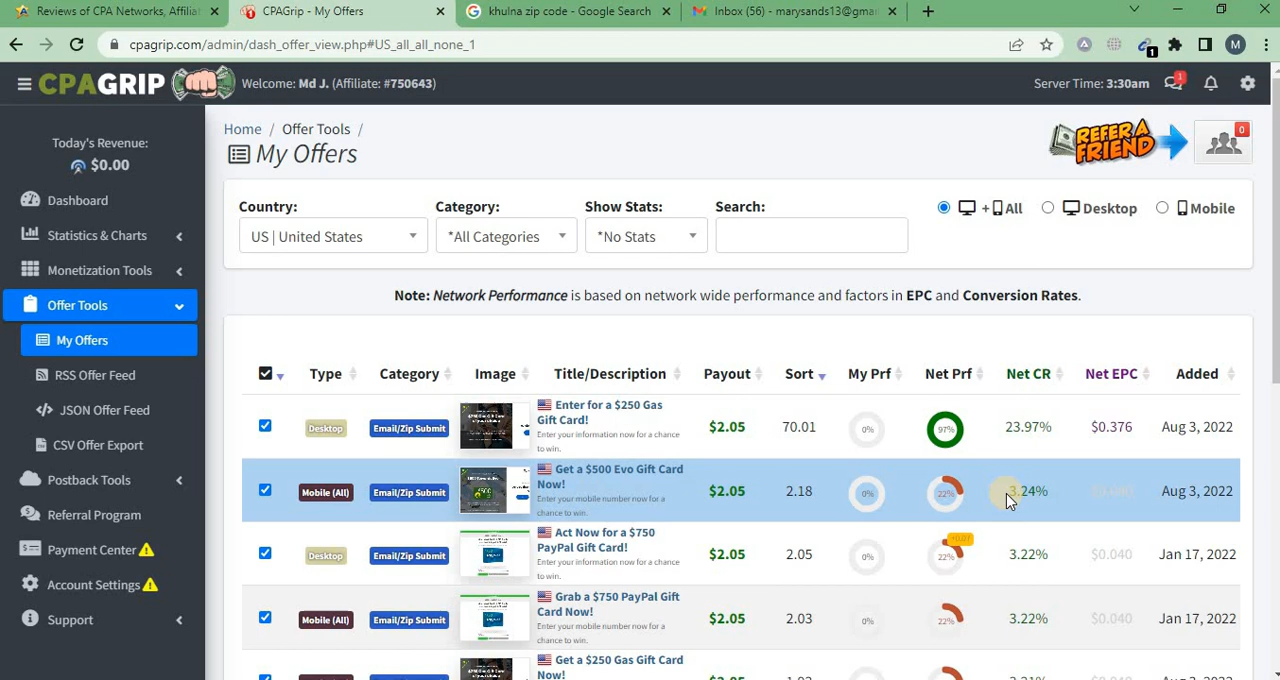 Reviews of CPA Networks, Affilia
CPAGrip - My Offers
khulna zip code - Google Search
Inbox (56) - marysands13@gmai
cpagrip.com/admin/dash_offer_view.php#US_all_all_none_1
1
M
CPAGRIP
Welcome: Md J. (Affiliate: #750643)
Server Time: 3:30am
1
Today's Revenue:
$0.00
Dashboard
Statistics & Charts
Monetization Tools
Offer Tools
My Offers
RSS Offer Feed
JSON Offer Feed
CSV Offer Export
Postback Tools
Referral Program
Payment Center
Account Settings
Support
Home / Offer Tools /
My Offers
REFER A FRIEND
0
Country:
Category:
Show Stats:
Search:
US | United States
*All Categories
*No Stats
+ All
Desktop
Mobile
Note: Network Performance is based on network wide performance and factors in EPC and Conversion Rates.
Type Category Image Title/Description Payout Sort My Prf Net Prf Net CR Net EPC Added
Desktop Email/Zip Submit Enter for a $250 Gas Gift Card! $2.05 70.01 0% 97% 23.97% $0.376 Aug 3, 2022
Enter your information now for a chance to win.
Mobile (All) Email/Zip Submit Get a $500 Evo Gift Card Now! $2.05 2.18 0% 22% 3.24% Aug 3, 2022
Enter your mobile number now for a chance to win.
Desktop Email/Zip Submit Act Now for a $750 PayPal Gift Card! $2.05 2.05 0% 22% 3.22% $0.040 Jan 17, 2022
Enter your information now for a chance to win.
Mobile (All) Email/Zip Submit Grab a $750 PayPal Gift Card Now! $2.05 2.03 0% 22% 3.22% $0.040 Jan 17, 2022
Enter your mobile number now for a chance to win.
Get a $250 Gas Gift Card Now!